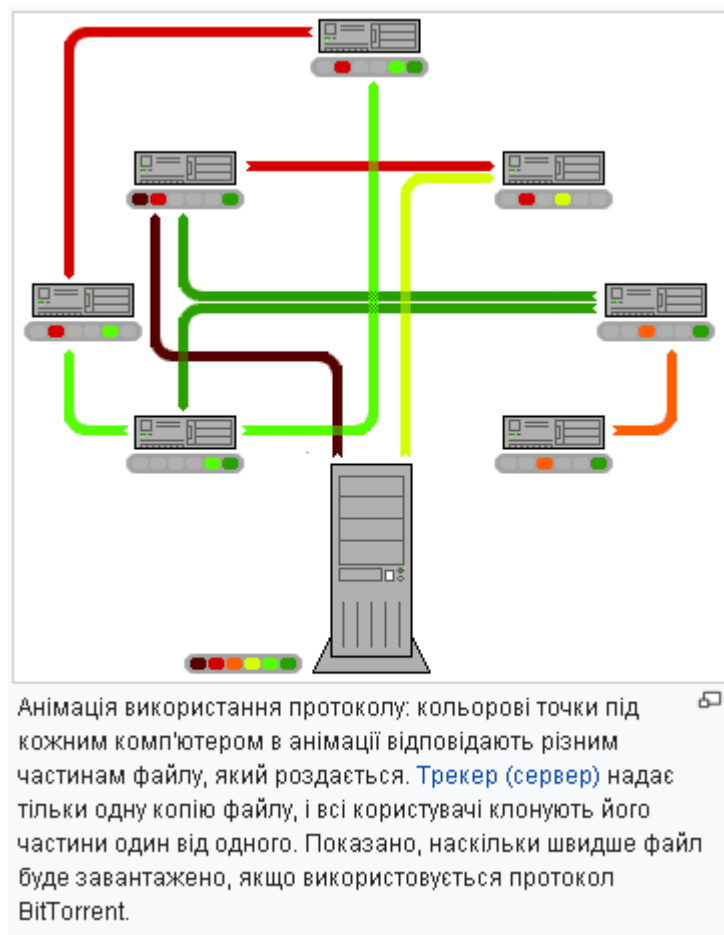 Анімація використання протоколу: кольорові точки під
кожним комп'ютером в анімації відповідають різним
частинам файлу, який роздається. Трекер (сервер) надає
тільки одну копію файлу, і всі користувачі клонують його
частини один від одного. Показано, наскільки швидше файл
буде завантажено, якщо використовується протокол
BitTorrent.